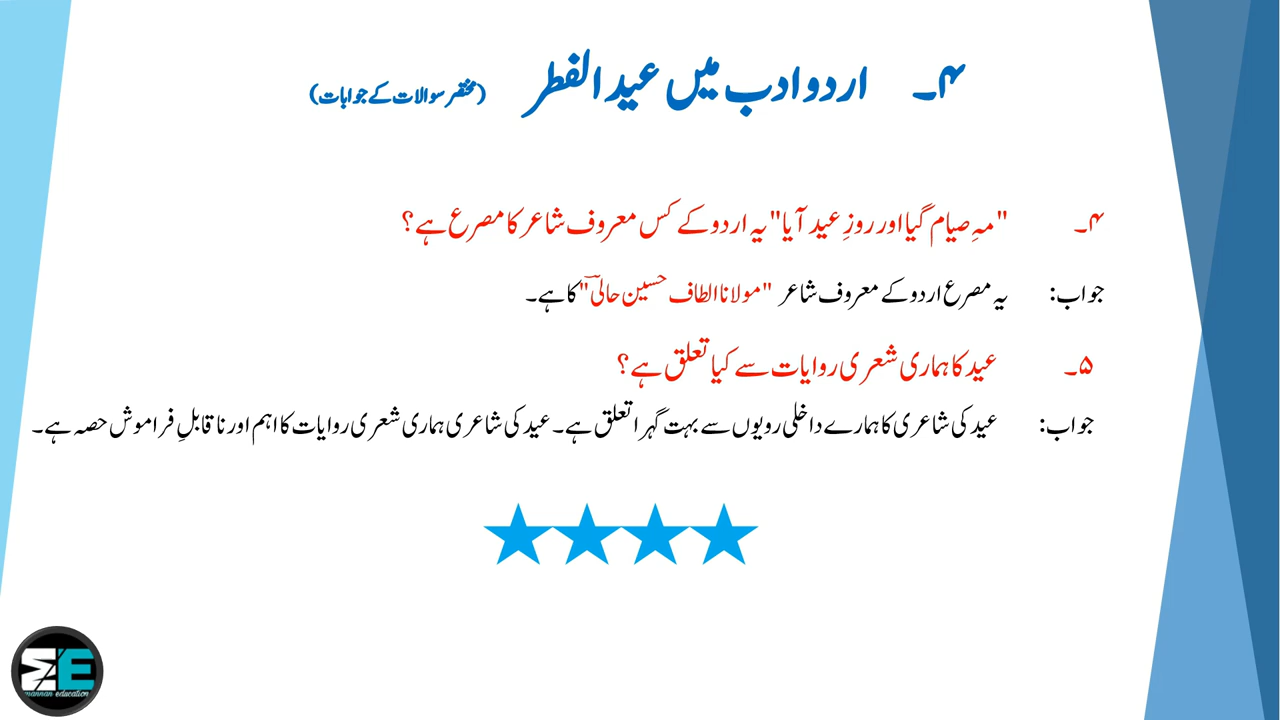 ۴۔ اردو ادب میں عید الفطر (مختصر سوالات کے جوابات)
۴۔ "مہِ صیام گیا اور روزِ عید آیا" یہ اردو کے کس معروف شاعر کا مصرع ہے؟
جواب: یہ مصرع اردو کے معروف شاعر "مولانا الطاف حسین حالیؔ" کا ہے۔
۵۔ عید کا ہماری شعری روایات سے کیا تعلق ہے؟
جواب: عید کی شاعری کا ہمارے داخلی رویوں سے بہت گہرا تعلق ہے۔ عید کی شاعری ہماری شعری روایات کا اہم اور ناقابلِ فراموش حصہ ہے۔
mannan education